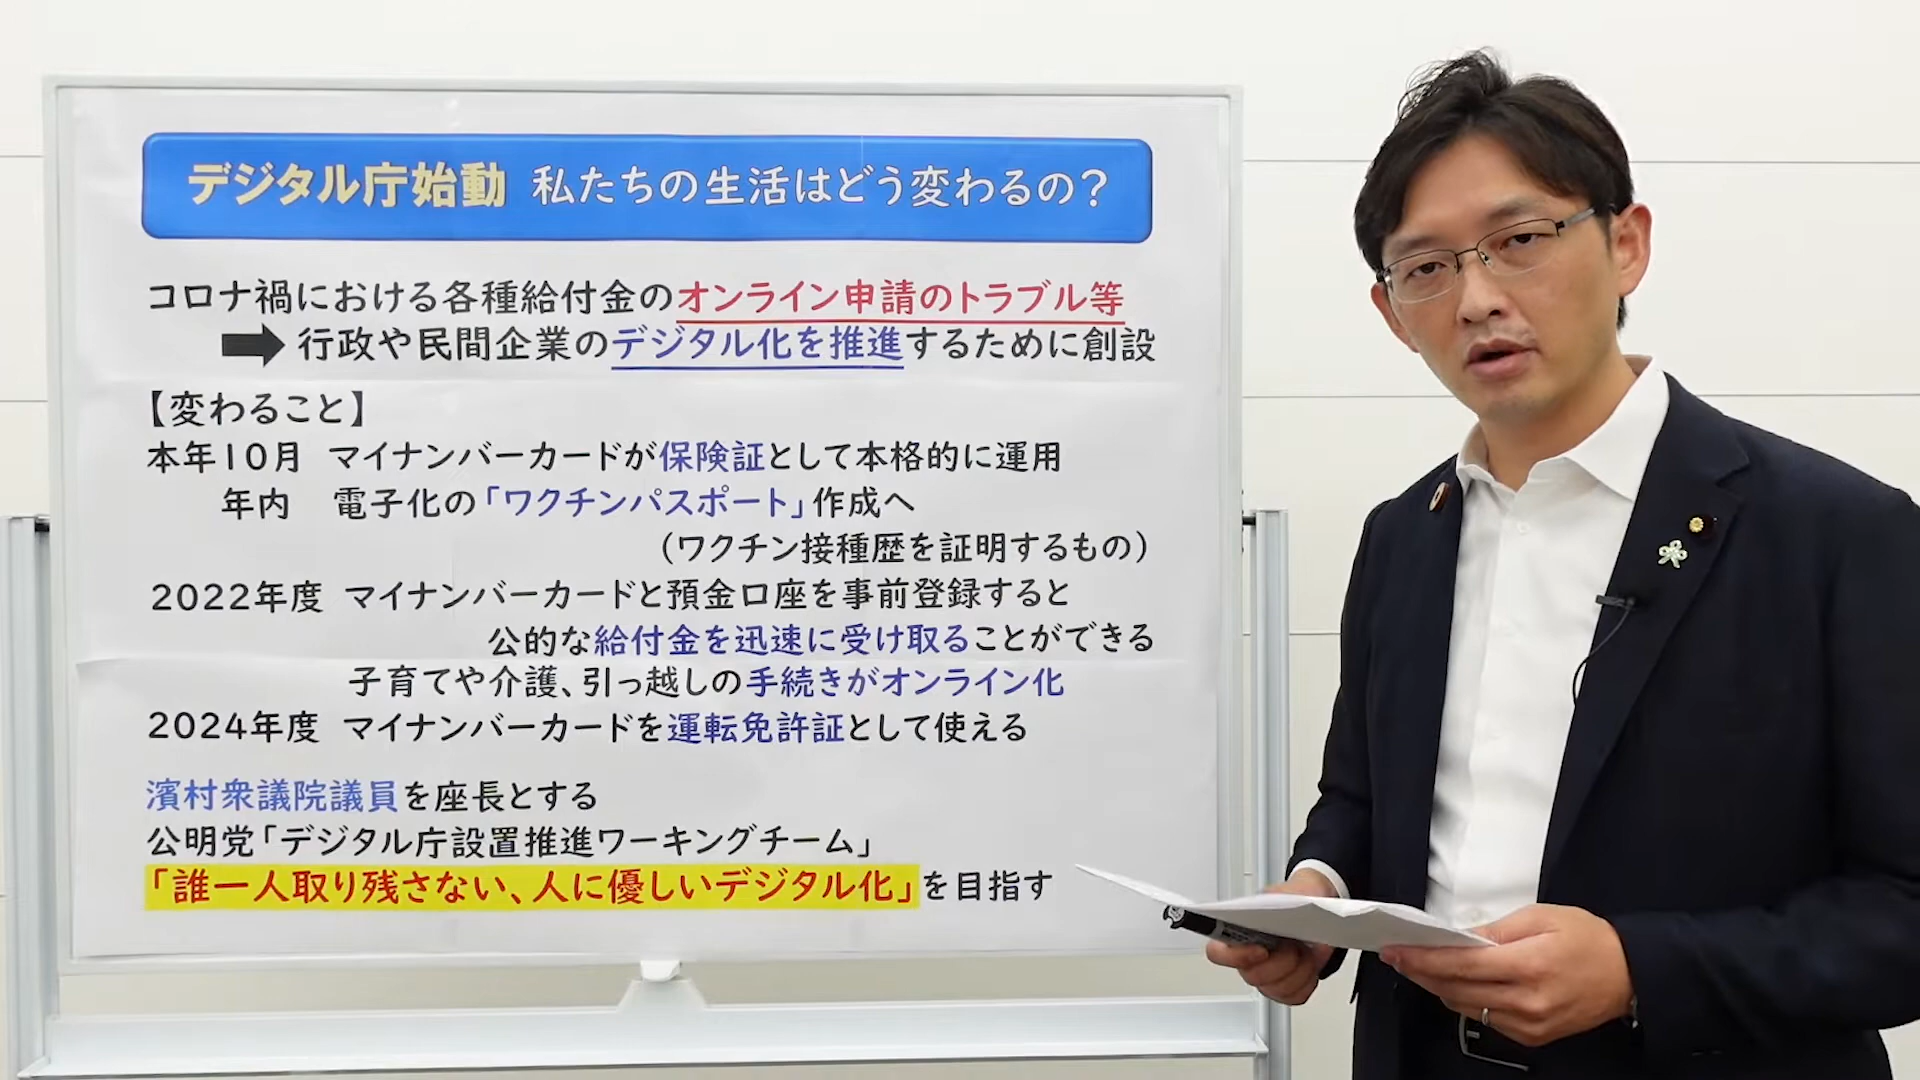 デジタル庁始動 私たちの生活はどう変わるの?
コロナ禍における各種給付金のオンライン申請のトラブル等
➡ 行政や民間企業のデジタル化を推進するために創設
【変わること】
本年10月 マイナンバーカードが保険証として本格的に運用
年内 電子化の「ワクチンパスポート」作成へ
(ワクチン接種歴を証明するもの)
2022年度 マイナンバーカードと預金口座を事前登録すると
公的な給付金を迅速に受け取ることができる
子育てや介護、引っ越しの手続きがオンライン化
2024年度 マイナンバーカードを運転免許証として使える
濱村衆議院議員を座長とする
公明党「デジタル庁設置推進ワーキングチーム」
「誰一人取り残さない、人に優しいデジタル化」を目指す